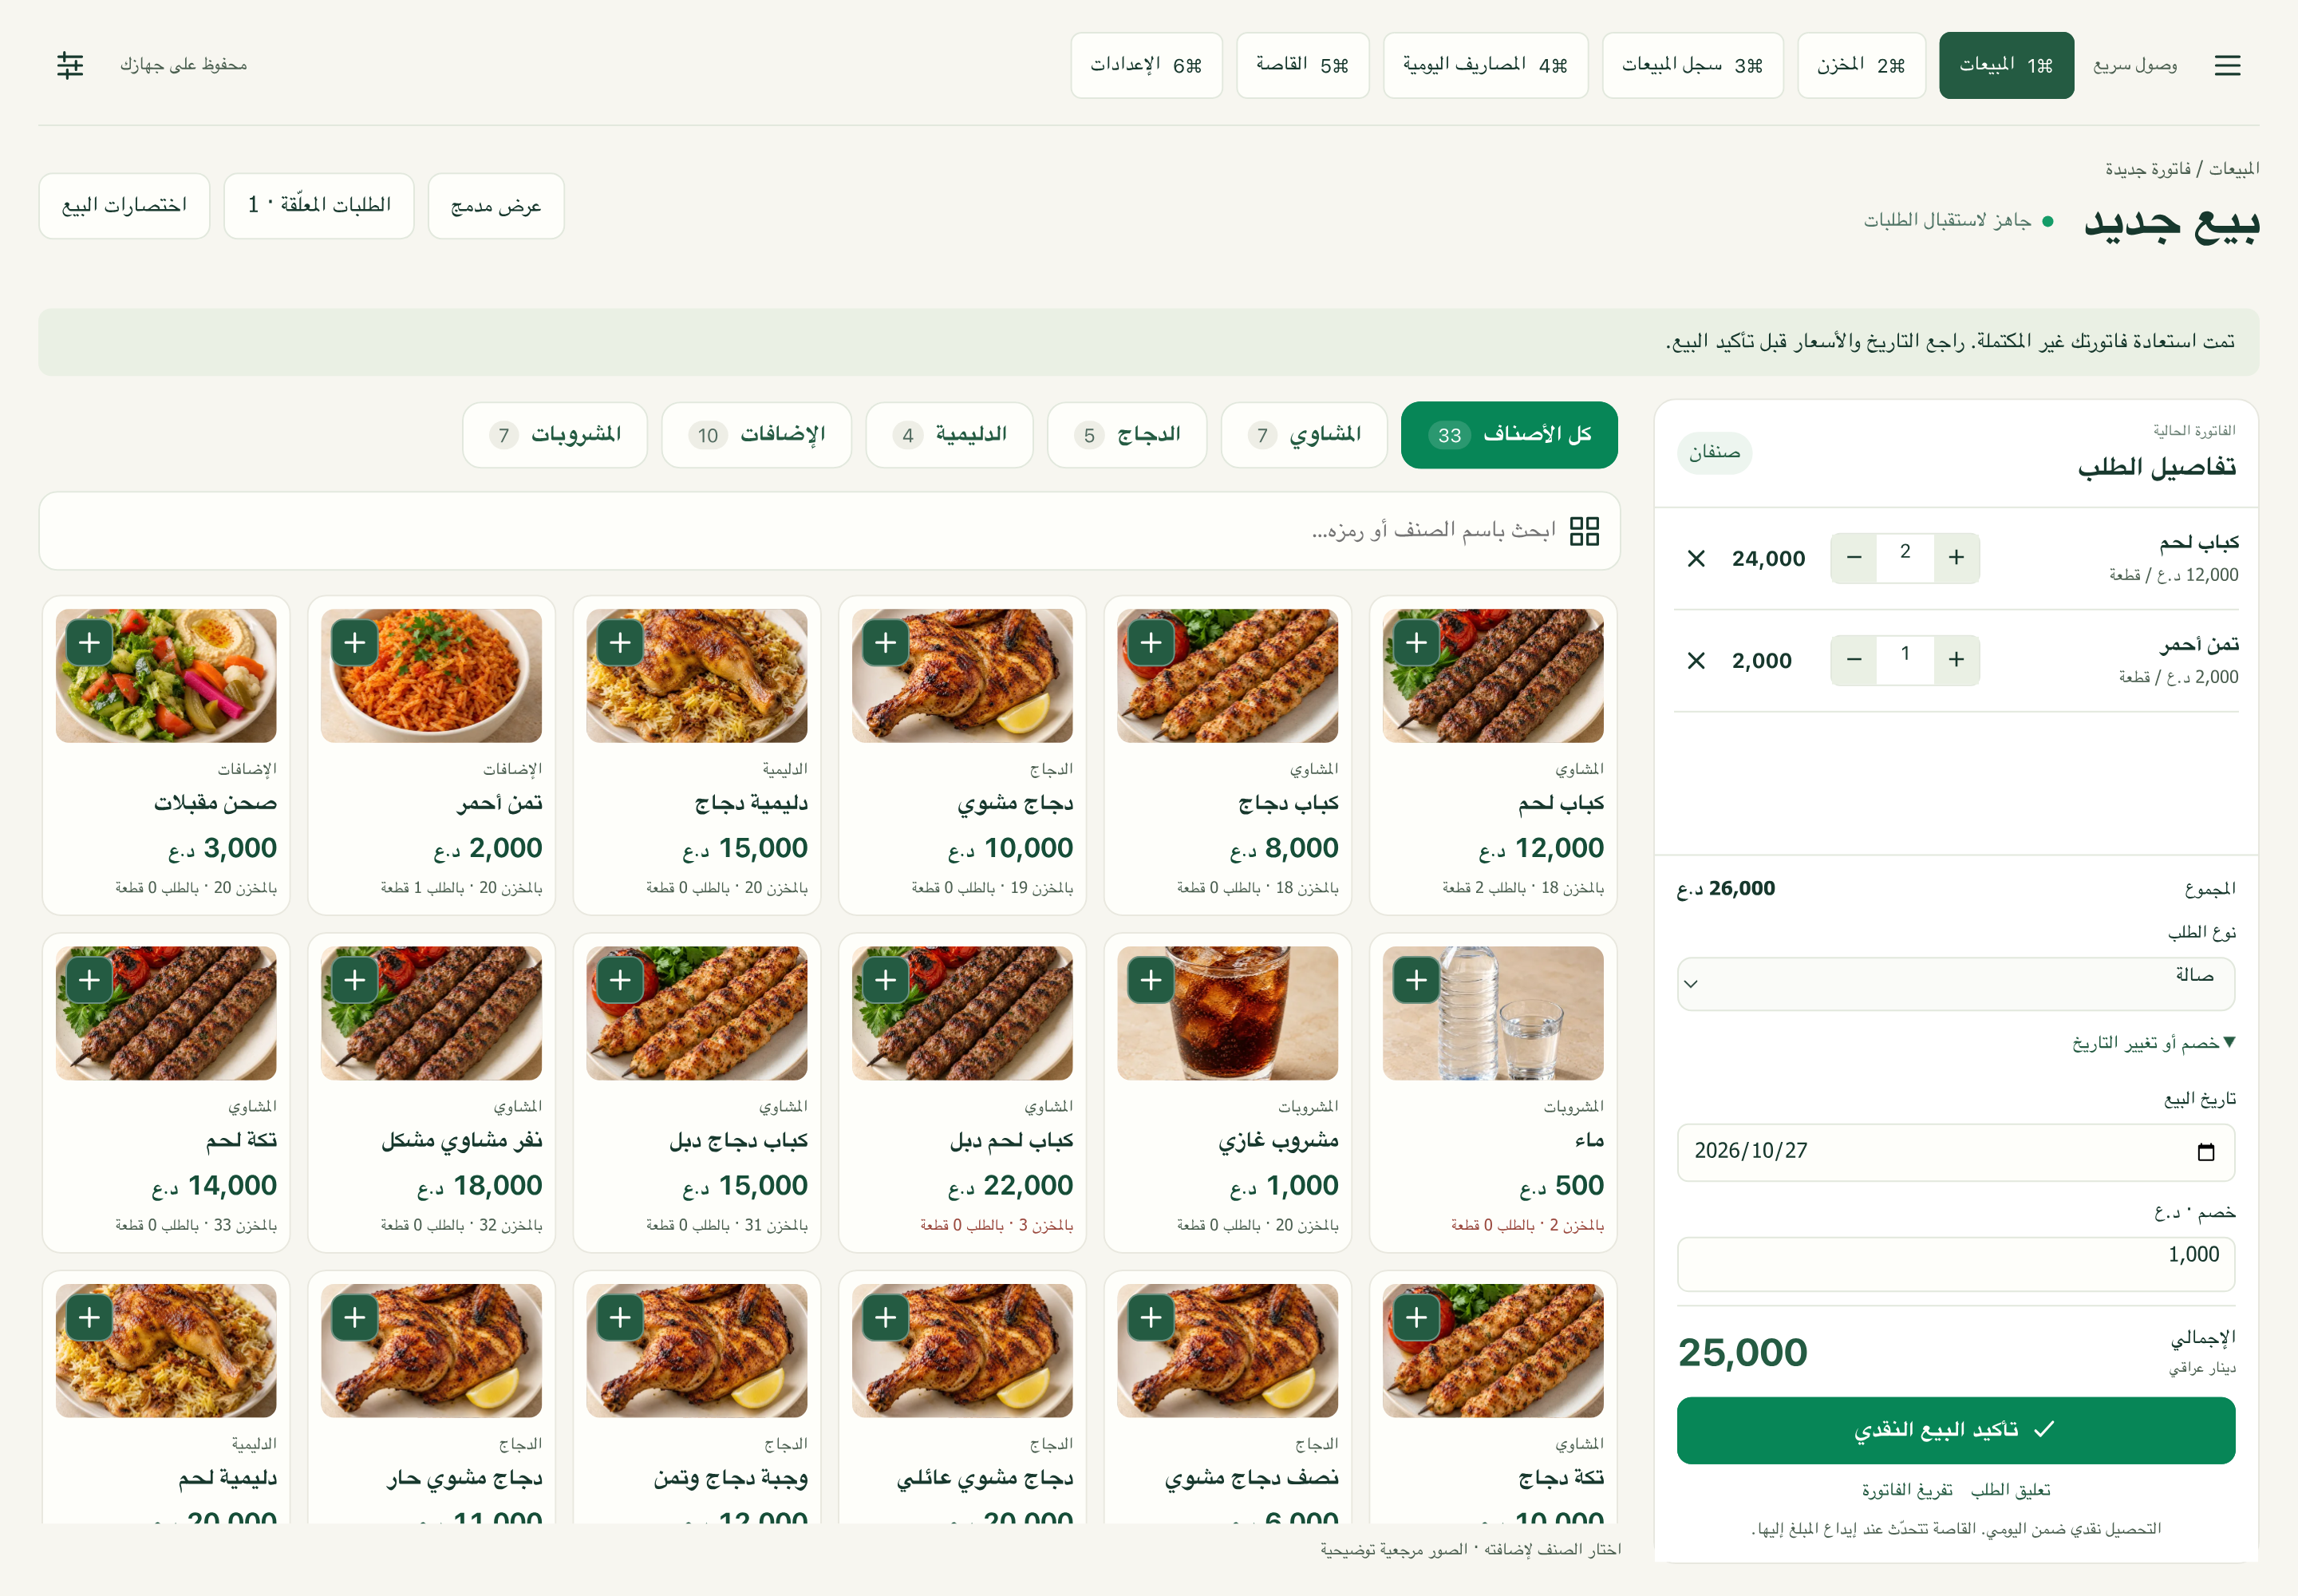 وصول سريع
⌘1 المبيعات
⌘2 المخزن
⌘3 سجل المبيعات
⌘4 المصاريف اليومية
⌘5 القاصة
⌘6 الإعدادات
محفوظ على جهازك
المبيعات / فاتورة جديدة
بيع جديد
جاهز لاستقبال الطلبات
عرض مدمج
الطلبات المعلّقة · 1
اختصارات البيع
تمت استعادة فاتورتك غير المكتملة. راجع التاريخ والأسعار قبل تأكيد البيع.
الفاتورة الحالية
تفاصيل الطلب
صنفان
كباب لحم
12,000 د.ع / قطعة
+ 2 −
24,000
تمن أحمر
2,000 د.ع / قطعة
+ 1 −
2,000
المجموع
26,000 د.ع
نوع الطلب
صالة
خصم أو تغيير التاريخ
تاريخ البيع
2026/10/27
خصم · د.ع
1,000
الإجمالي
دينار عراقي
25,000
تأكيد البيع النقدي
تعليق الطلب
تفريغ الفاتورة
التحصيل نقدي ضمن اليومي. القاصة تتحدّث عند إيداع المبلغ إليها.
كل الأصناف 33
المشاوي 7
الدجاج 5
الدليمية 4
الإضافات 10
المشروبات 7
ابحث باسم الصنف أو رمزه...
المشاوي
كباب لحم
12,000 د.ع
بالمخزن 18 · بالطلب 2 قطعة
المشاوي
كباب دجاج
8,000 د.ع
بالمخزن 18 · بالطلب 0 قطعة
الدجاج
دجاج مشوي
10,000 د.ع
بالمخزن 19 · بالطلب 0 قطعة
الدليمية
دليمية دجاج
15,000 د.ع
بالمخزن 20 · بالطلب 0 قطعة
الإضافات
تمن أحمر
2,000 د.ع
بالمخزن 20 · بالطلب 1 قطعة
الإضافات
صحن مقبلات
3,000 د.ع
بالمخزن 20 · بالطلب 0 قطعة
المشروبات
ماء
500 د.ع
بالمخزن 2 · بالطلب 0 قطعة
المشروبات
مشروب غازي
1,000 د.ع
بالمخزن 20 · بالطلب 0 قطعة
المشاوي
كباب لحم دبل
22,000 د.ع
بالمخزن 3 · بالطلب 0 قطعة
المشاوي
كباب دجاج دبل
15,000 د.ع
بالمخزن 31 · بالطلب 0 قطعة
المشاوي
نفر مشاوي مشكل
18,000 د.ع
بالمخزن 32 · بالطلب 0 قطعة
المشاوي
تكة لحم
14,000 د.ع
بالمخزن 33 · بالطلب 0 قطعة
المشاوي
تكة دجاج
10,000 د.ع
الدجاج
نصف دجاج مشوي
6,000 د.ع
الدجاج
دجاج مشوي عائلي
20,000 د.ع
الدجاج
وجبة دجاج وتمن
12,000 د.ع
الدجاج
دجاج مشوي حار
11,000 د.ع
الدليمية
دليمية لحم
20,000 د.ع
اختار الصنف لإضافته · الصور مرجعية توضيحية